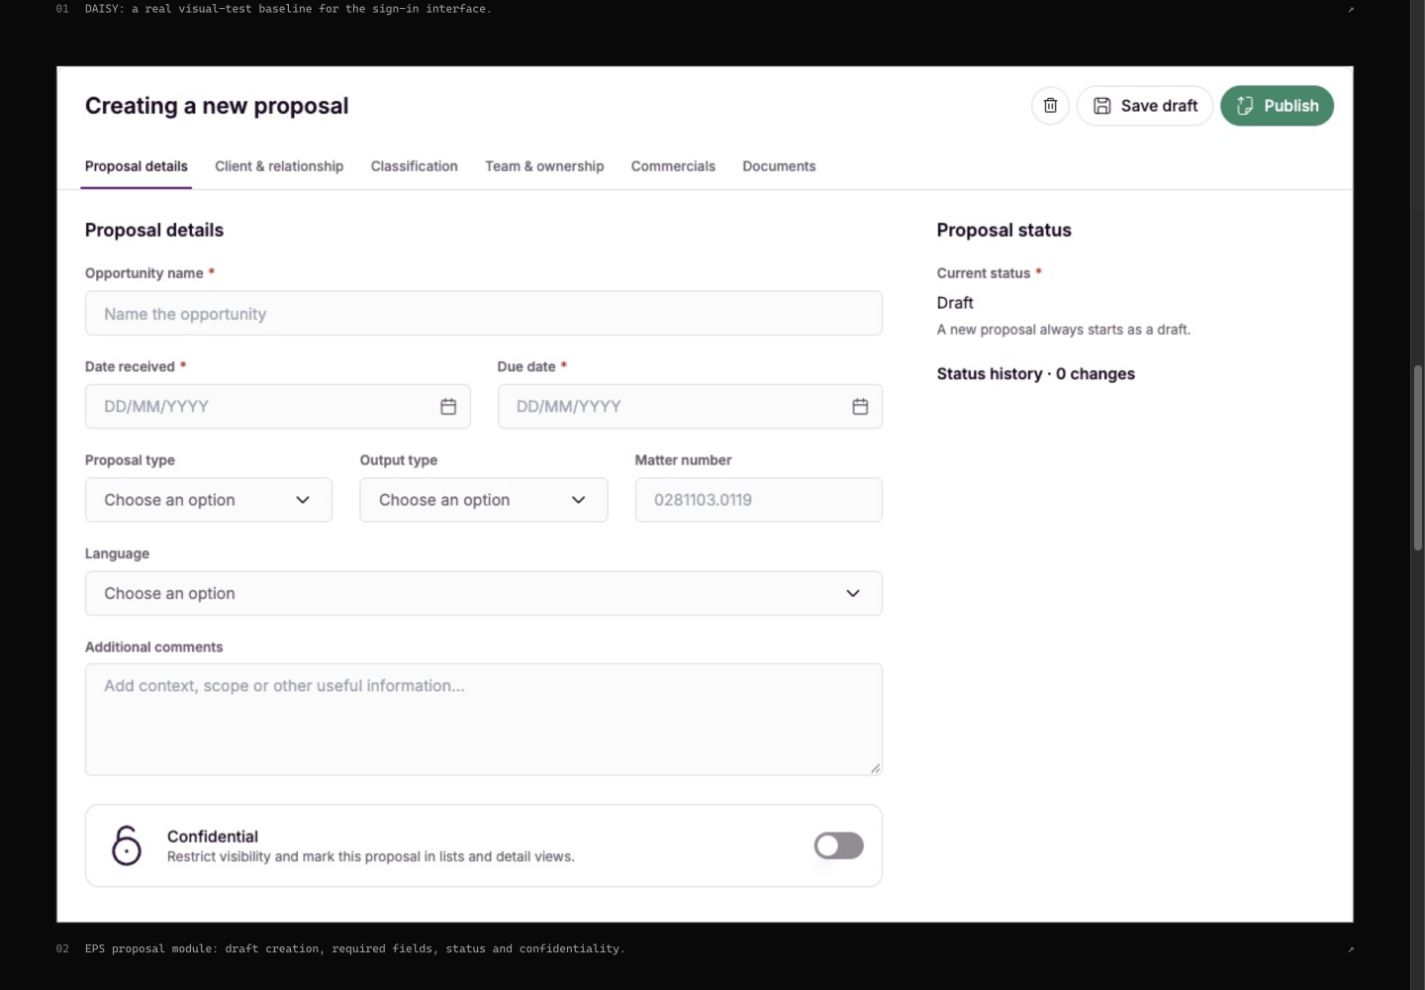 01 DAISY: a real visual-test baseline for the sign-in interface. ↗
Creating a new proposal
Save draft
Publish
Proposal details
Client & relationship
Classification
Team & ownership
Commercials
Documents
Proposal details
Opportunity name *
Name the opportunity
Date received *
Due date *
DD/MM/YYYY
DD/MM/YYYY
Proposal type
Output type
Matter number
Choose an option
Choose an option
0281103.0119
Language
Choose an option
Additional comments
Add context, scope or other useful information...
Confidential
Restrict visibility and mark this proposal in lists and detail views.
Proposal status
Current status *
Draft
A new proposal always starts as a draft.
Status history · 0 changes
02 EPS proposal module: draft creation, required fields, status and confidentiality. ↗